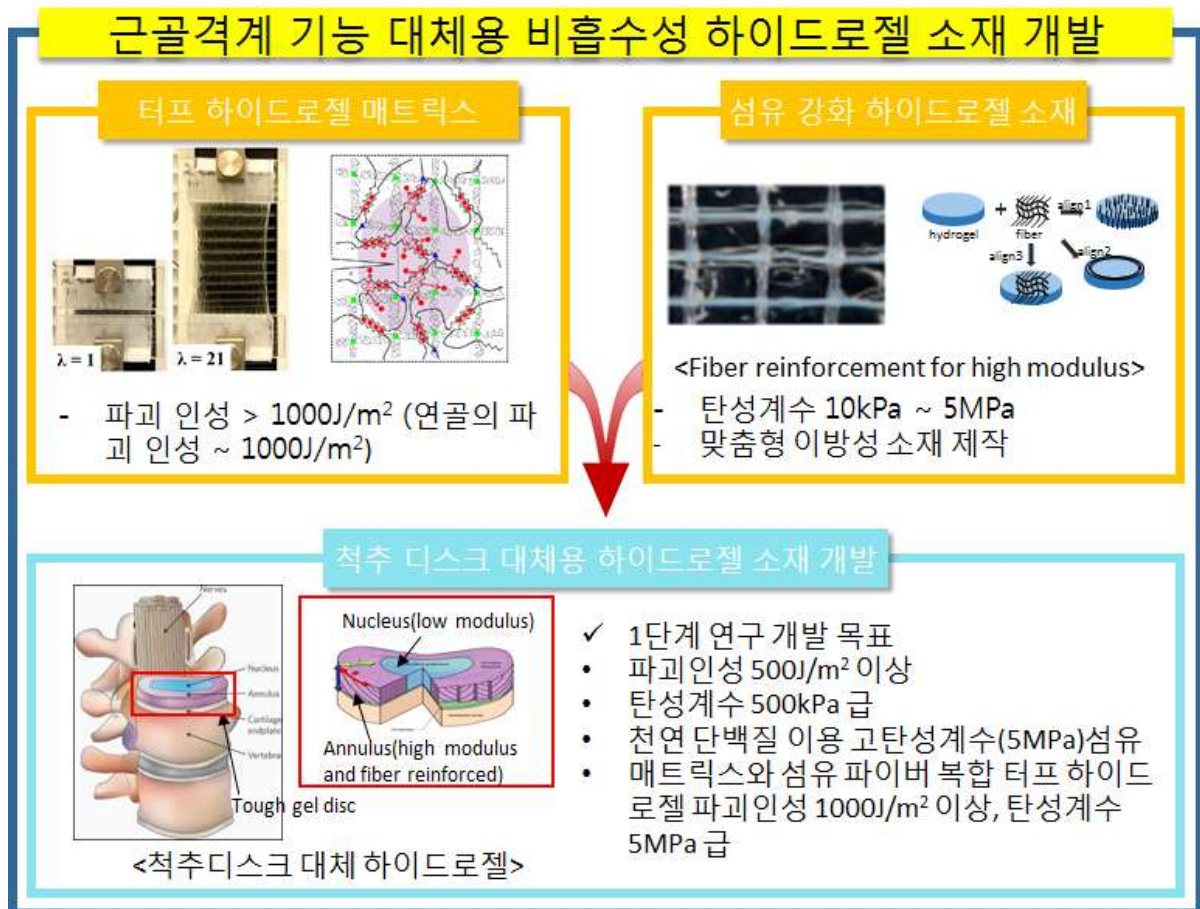 근골격계 기능 대체용 비흡수성 하이드로젤 소재 개발
터프 하이드로젤 매트릭스
λ = 1
λ = 21
- 파괴 인성 > 1000J/m² (연골의 파
괴 인성 ~ 1000J/m²)
섬유 강화 하이드로젤 소재
hydrogel
+
fiber
align1
align2
align3
<Fiber reinforcement for high modulus>
- 탄성계수 10kPa ~ 5MPa
- 맞춤형 이방성 소재 제작
척추 디스크 대체용 하이드로젤 소재 개발
Nerves
Nucleus
Annulus
Cartilage
endplate
Vertebra
Tough gel disc
Nucleus(low modulus)
Annulus(high modulus
and fiber reinforced)
<척추디스크 대체 하이드로젤>
✓ 1단계 연구 개발 목표
• 파괴인성 500J/m² 이상
• 탄성계수 500kPa 급
• 천연 단백질 이용 고탄성계수(5MPa)섬유
• 매트릭스와 섬유 파이버 복합 터프 하이드
로젤 파괴인성 1000J/m² 이상, 탄성계수
5MPa 급